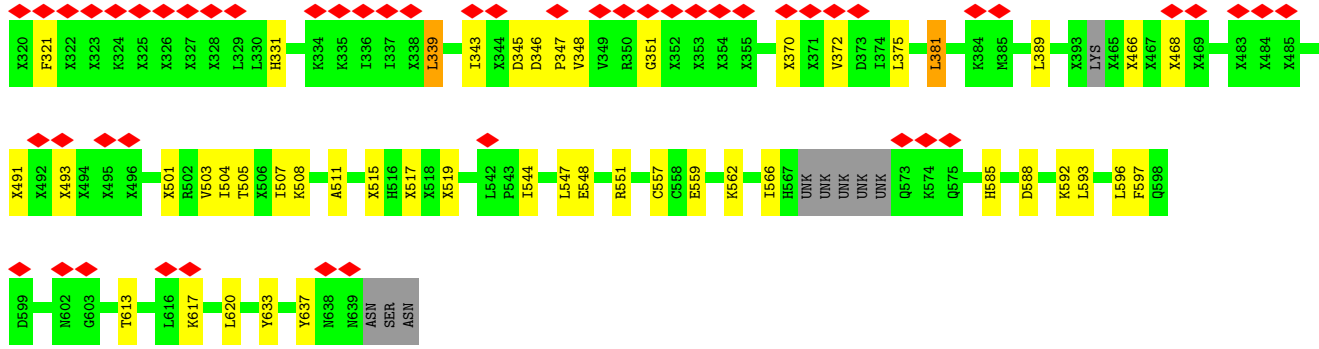 X320 F321 X322 X323 K324 X325 X326 X327 X328 L329 L330 H331 K334 K335 I336 I337 X338 L339 I343 X344 D345 D346 P347 V348 V349 R350 G351 X352 X353 X354 X355 X370 X371 V372 D373 I374 L375 L381 K384 M385 L389 X393 LYS X465 X466 X467 X468 X469 X483 X484 X485
X491 X492 X493 X494 X495 X496 X501 R502 V503 I504 T505 X506 I507 K508 A511 X515 H516 X517 X518 X519 L542 P543 I544 L547 E548 R551 C557 C558 E559 K562 I566 H567 UNK UNK UNK UNK UNK Q573 K574 Q575 H585 D588 K592 L593 L596 F597 Q598
D599 N602 G603 T613 L616 K617 L620 Y633 Y637 N638 N639 ASN SER ASN